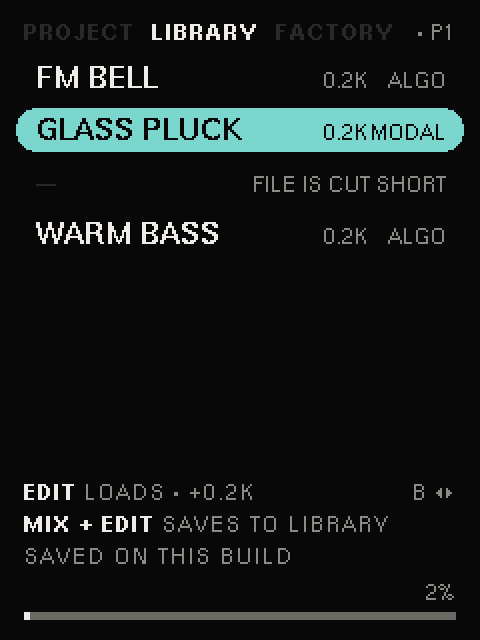 PROJECT LIBRARY FACTORY · P1
FM BELL 0.2K ALGO
GLASS PLUCK 0.2K MODAL
— FILE IS CUT SHORT
WARM BASS 0.2K ALGO
EDIT LOADS · +0.2K B ◂▸
MIX + EDIT SAVES TO LIBRARY
SAVED ON THIS BUILD
2%